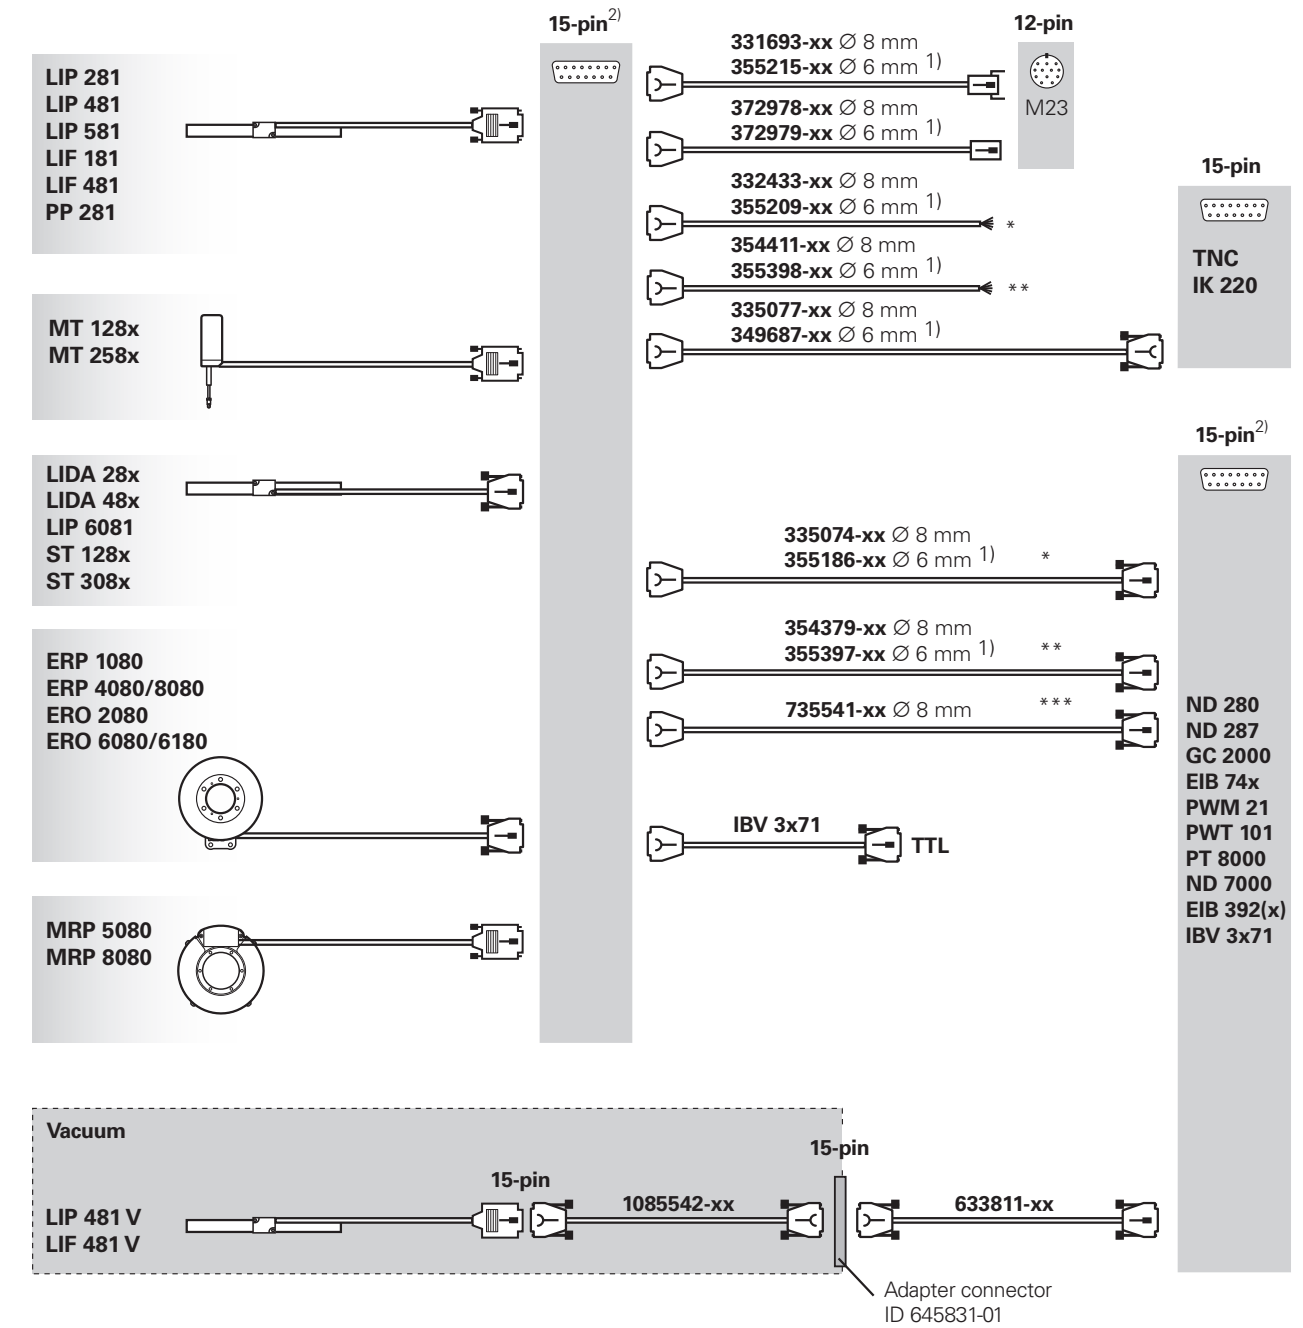 15-pin2)
12-pin
LIP 281
LIP 481
LIP 581
LIF 181
LIF 481
PP 281
331693-xx Ø 8 mm
355215-xx Ø 6 mm 1)
M23
372978-xx Ø 8 mm
372979-xx Ø 6 mm 1)
332433-xx Ø 8 mm
355209-xx Ø 6 mm 1)
*
354411-xx Ø 8 mm
355398-xx Ø 6 mm 1)
**
335077-xx Ø 8 mm
349687-xx Ø 6 mm 1)
15-pin
TNC
IK 220
MT 128x
MT 258x
15-pin2)
LIDA 28x
LIDA 48x
LIP 6081
ST 128x
ST 308x
335074-xx Ø 8 mm
355186-xx Ø 6 mm 1) *
354379-xx Ø 8 mm
355397-xx Ø 6 mm 1) **
735541-xx Ø 8 mm ***
ERP 1080
ERP 4080/8080
ERO 2080
ERO 6080/6180
IBV 3x71
TTL
ND 280
ND 287
GC 2000
EIB 74x
PWM 21
PWT 101
PT 8000
ND 7000
EIB 392(x)
IBV 3x71
MRP 5080
MRP 8080
Vacuum
15-pin
15-pin
LIP 481 V
LIF 481 V
1085542-xx
633811-xx
Adapter connector
ID 645831-01